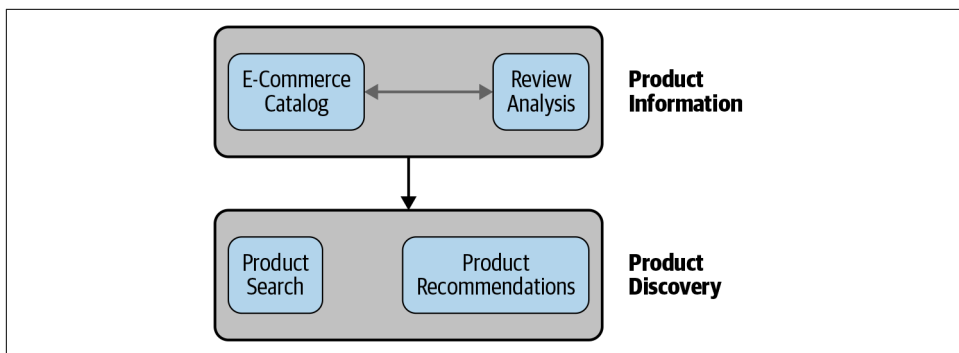 E-Commerce
Catalog
Review
Analysis
Product
Information
Product
Search
Product
Recommendations
Product
Discovery